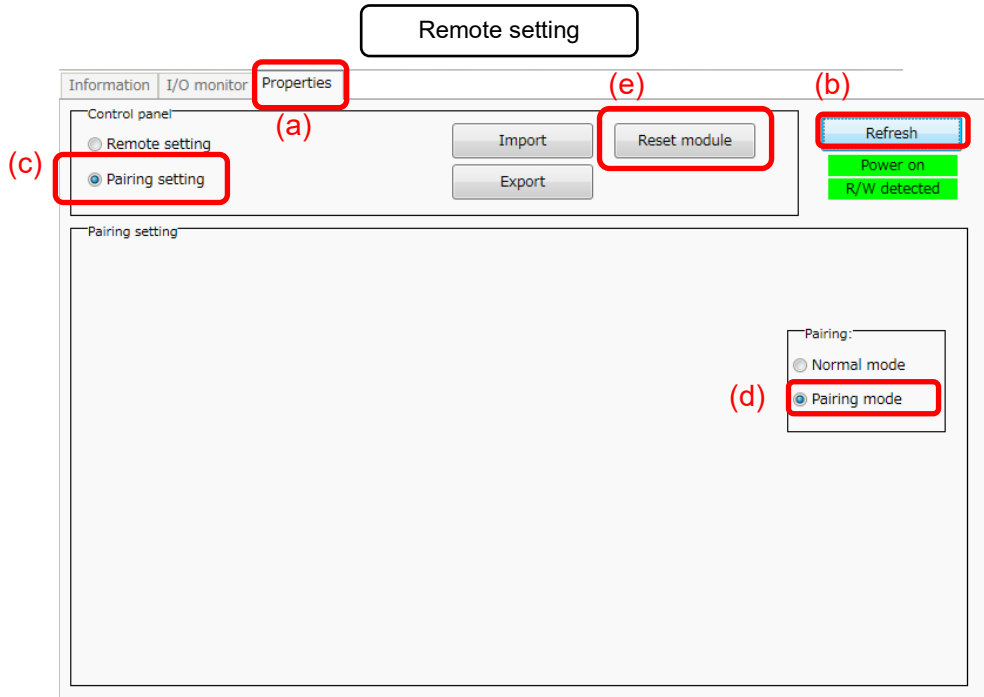 Remote setting
Information I/O monitor Properties
(e) (b)
Control panel
(a)
Remote setting Import Reset module Refresh
Power on
(c) Pairing setting Export R/W detected
Pairing setting
Pairing:
Normal mode
(d) Pairing mode